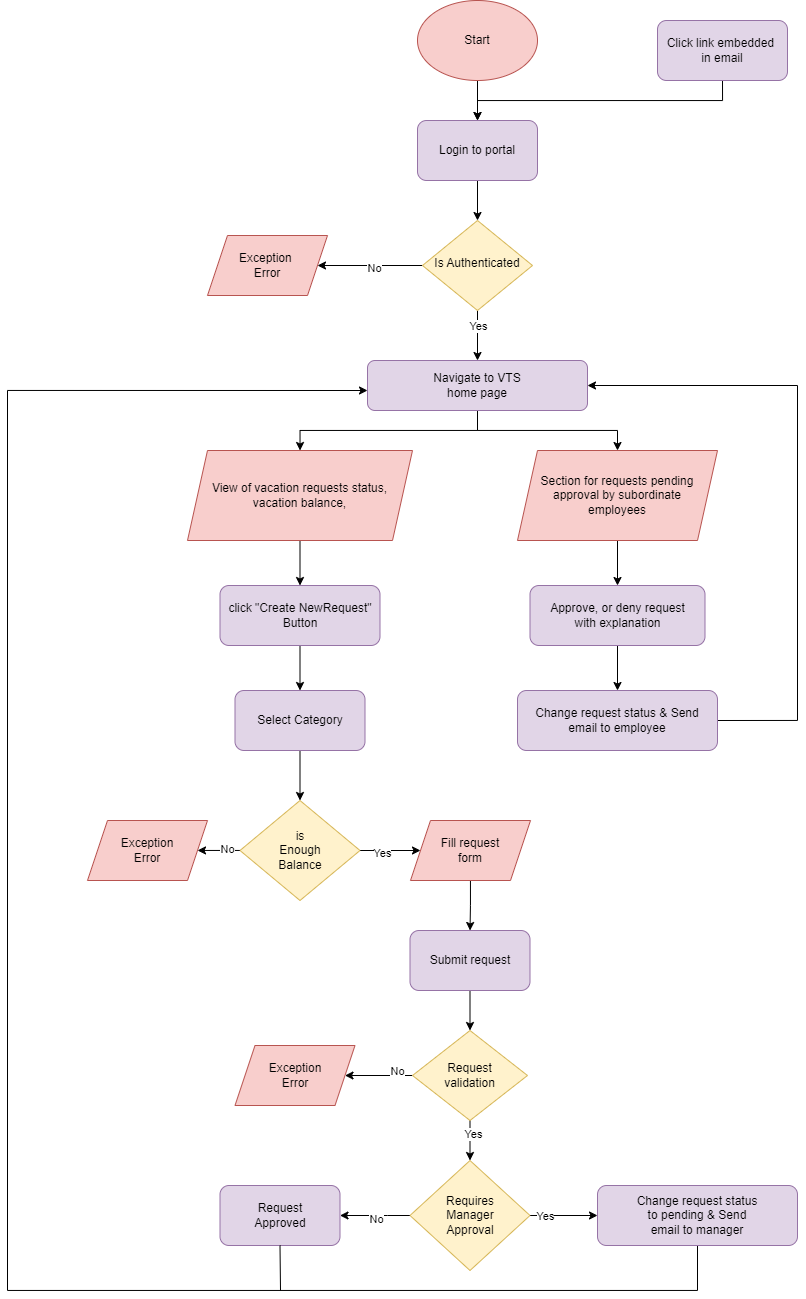 Start
Click link embedded
in email
Login to portal
Is Authenticated
No
Exception
Error
Yes
Navigate to VTS
home page
View of vacation requests status,
vacation balance,
Section for requests pending
approval by subordinate
employees
click "Create NewRequest"
Button
Approve, or deny request
with explanation
Select Category
Change request status & Send
email to employee
is
Enough
Balance
No
Exception
Error
Yes
Fill request
form
Submit request
Request
validation
No
Exception
Error
Yes
Requires
Manager
Approval
No
Request
Approved
Yes
Change request status
to pending & Send
email to manager